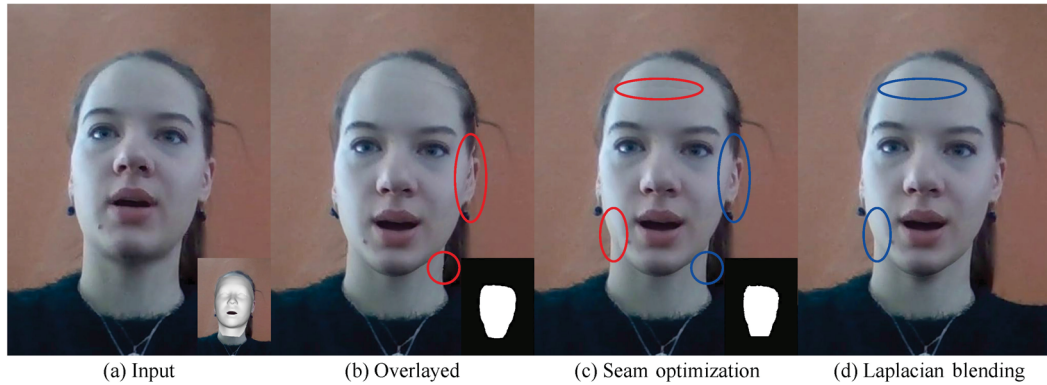 (a) Input
(b) Overlayed
(c) Seam optimization
(d) Laplacian blending